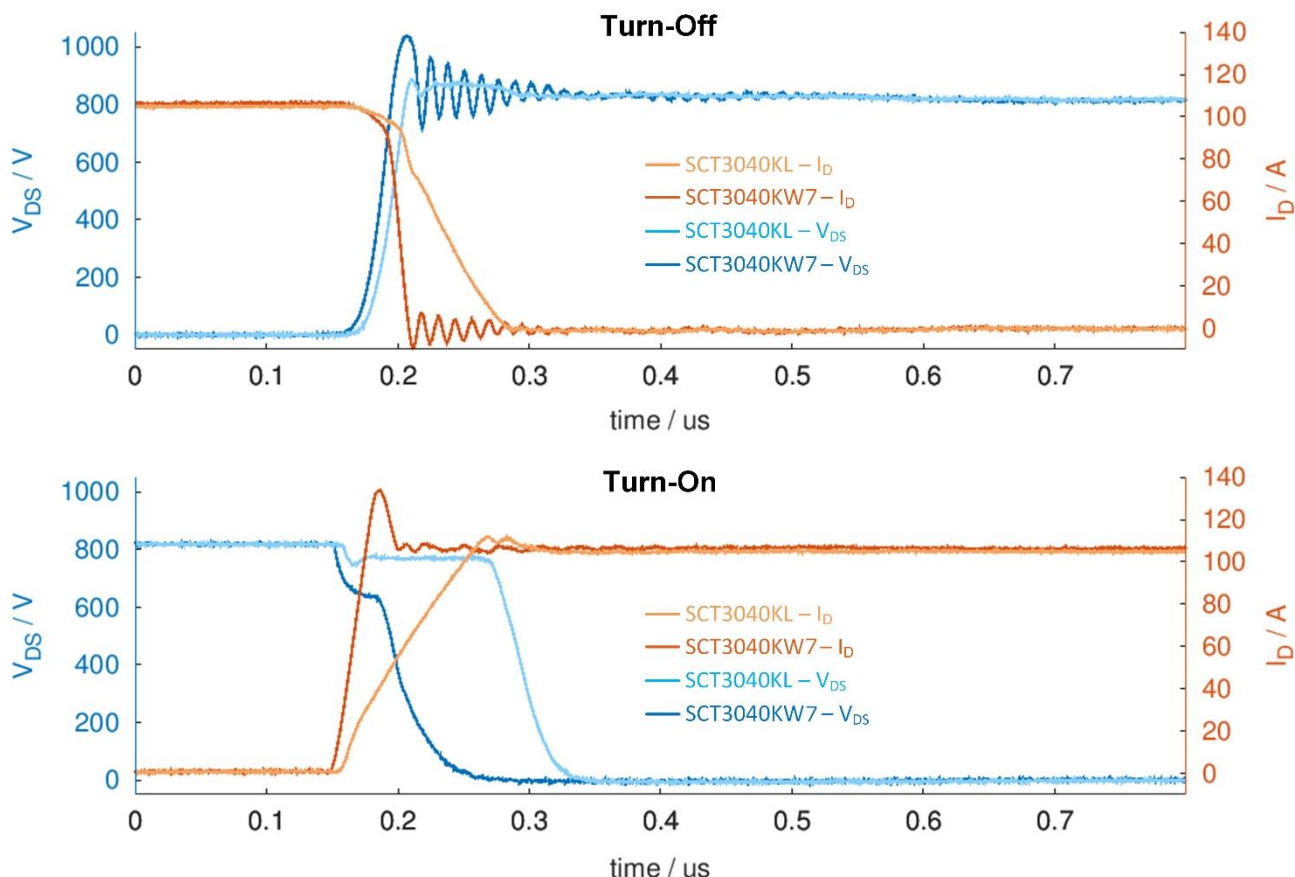 Turn-Off
1000
800
600
400
200
0
V_DS / V
140
120
100
80
60
40
20
0
I_D / A
SCT3040KL – I_D
SCT3040KW7 – I_D
SCT3040KL – V_DS
SCT3040KW7 – V_DS
0 0.1 0.2 0.3 0.4 0.5 0.6 0.7
time / us
Turn-On
1000
800
600
400
200
0
V_DS / V
140
120
100
80
60
40
20
0
I_D / A
SCT3040KL – I_D
SCT3040KW7 – I_D
SCT3040KL – V_DS
SCT3040KW7 – V_DS
0 0.1 0.2 0.3 0.4 0.5 0.6 0.7
time / us